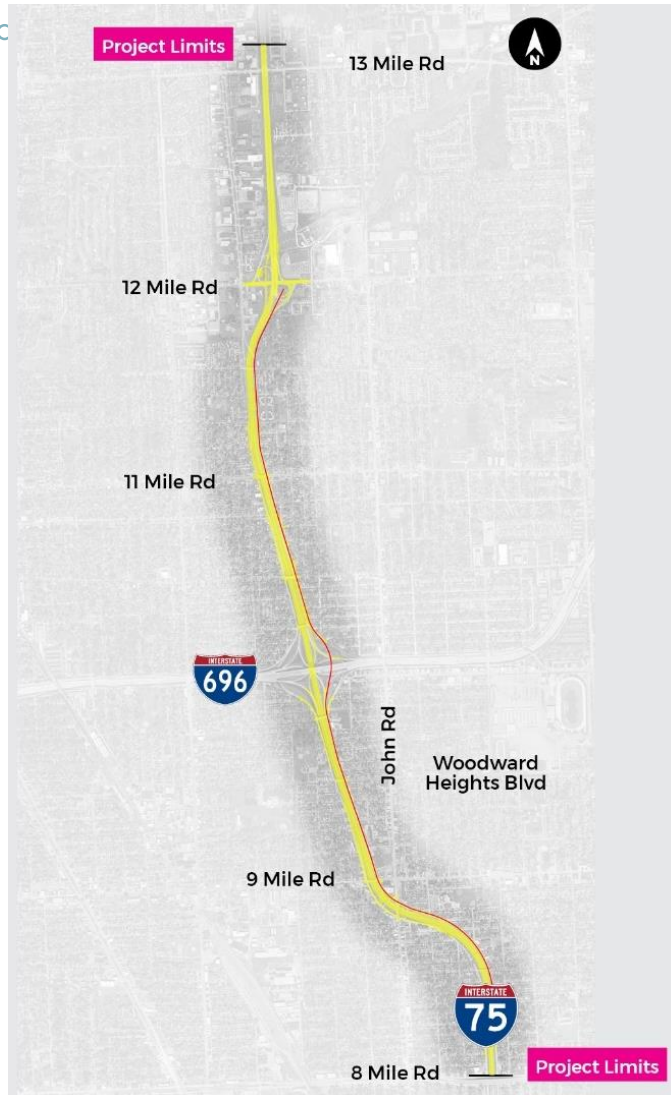 Project Limits
13 Mile Rd
N
12 Mile Rd
11 Mile Rd
INTERSTATE
696
John Rd
Woodward
Heights Blvd
9 Mile Rd
INTERSTATE
75
8 Mile Rd
Project Limits